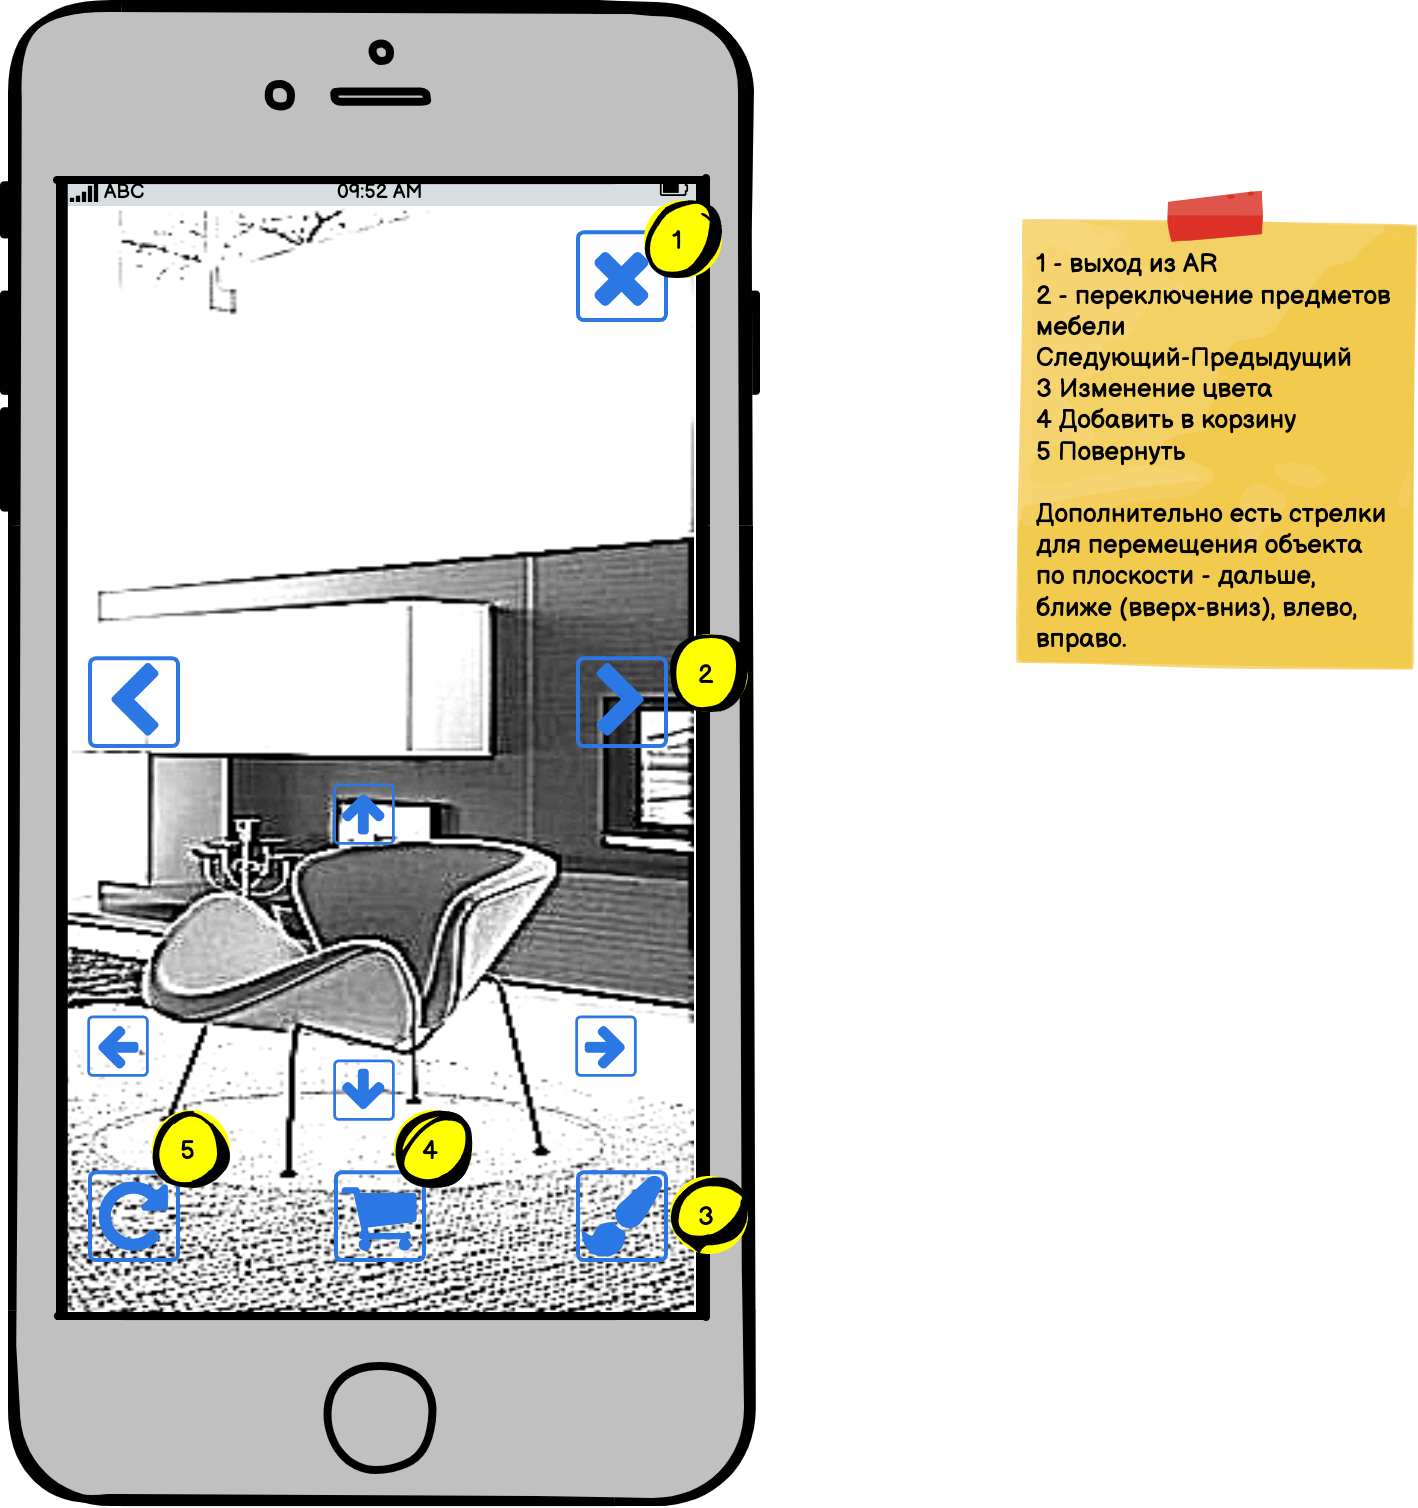 ABC
09:52 AM
1
2
5
4
3
1 - выход из AR
2 - переключение предметов
мебели
Следующий-Предыдущий
3 Изменение цвета
4 Добавить в корзину
5 Повернуть
Дополнительно есть стрелки
для перемещения объекта
по плоскости - дальше,
ближе (вверх-вниз), влево,
вправо.